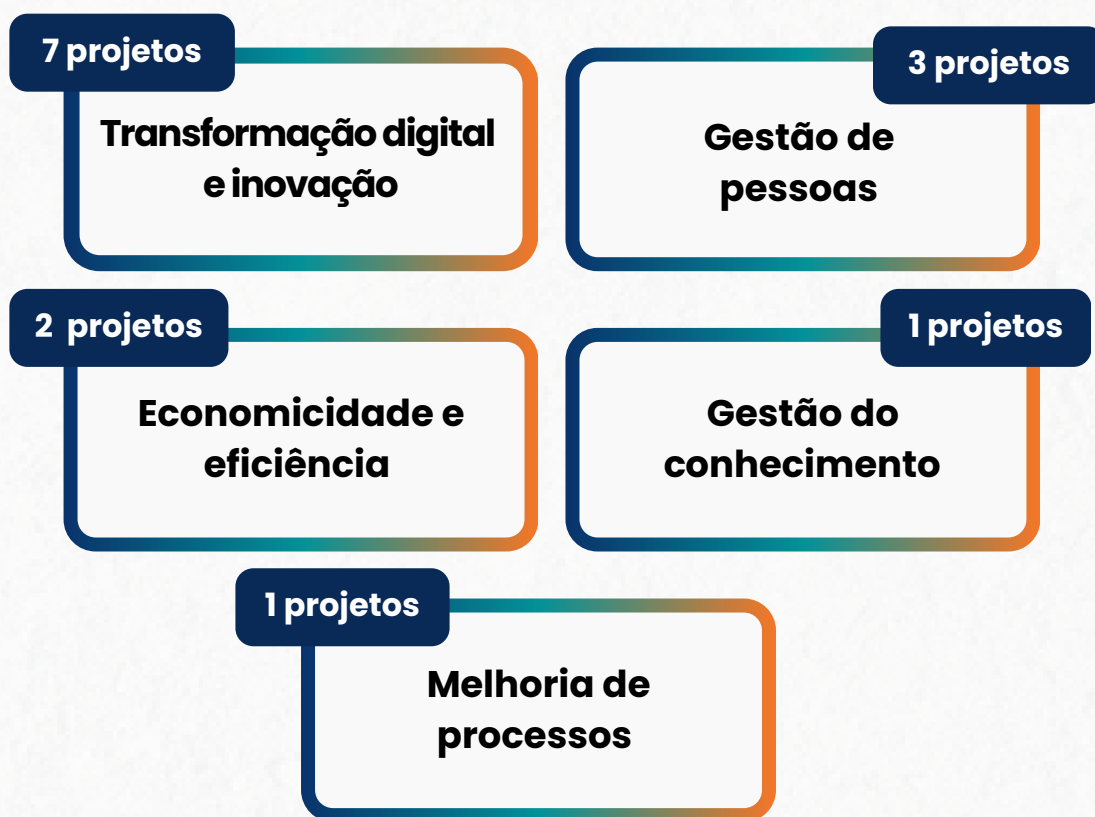 7 projetos
Transformação digital
e inovação
3 projetos
Gestão de
pessoas
2 projetos
Economicidade e
eficiência
1 projetos
Gestão do
conhecimento
1 projetos
Melhoria de
processos